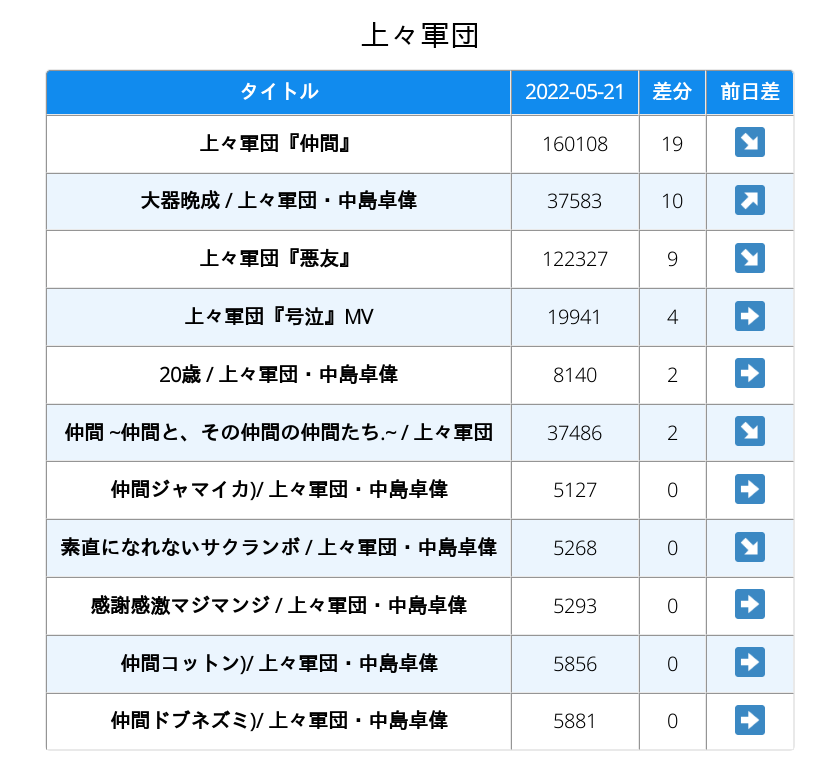 上々軍団
タイトル 2022-05-21 差分 前日差
上々軍団『仲間』 160108 19 ↘
大器晩成 / 上々軍団・中島卓偉 37583 10 ↗
上々軍団『悪友』 122327 9 ↘
上々軍団『号泣』MV 19941 4 ➡
20歳 / 上々軍団・中島卓偉 8140 2 ➡
仲間 ~仲間と、その仲間の仲間たち.~ / 上々軍団 37486 2 ↘
仲間ジャマイカ)/ 上々軍団・中島卓偉 5127 0 ➡
素直になれないサクランボ / 上々軍団・中島卓偉 5268 0 ↘
感謝感激マジマンジ / 上々軍団・中島卓偉 5293 0 ➡
仲間コットン)/ 上々軍団・中島卓偉 5856 0 ➡
仲間ドブネズミ)/ 上々軍団・中島卓偉 5881 0 ➡